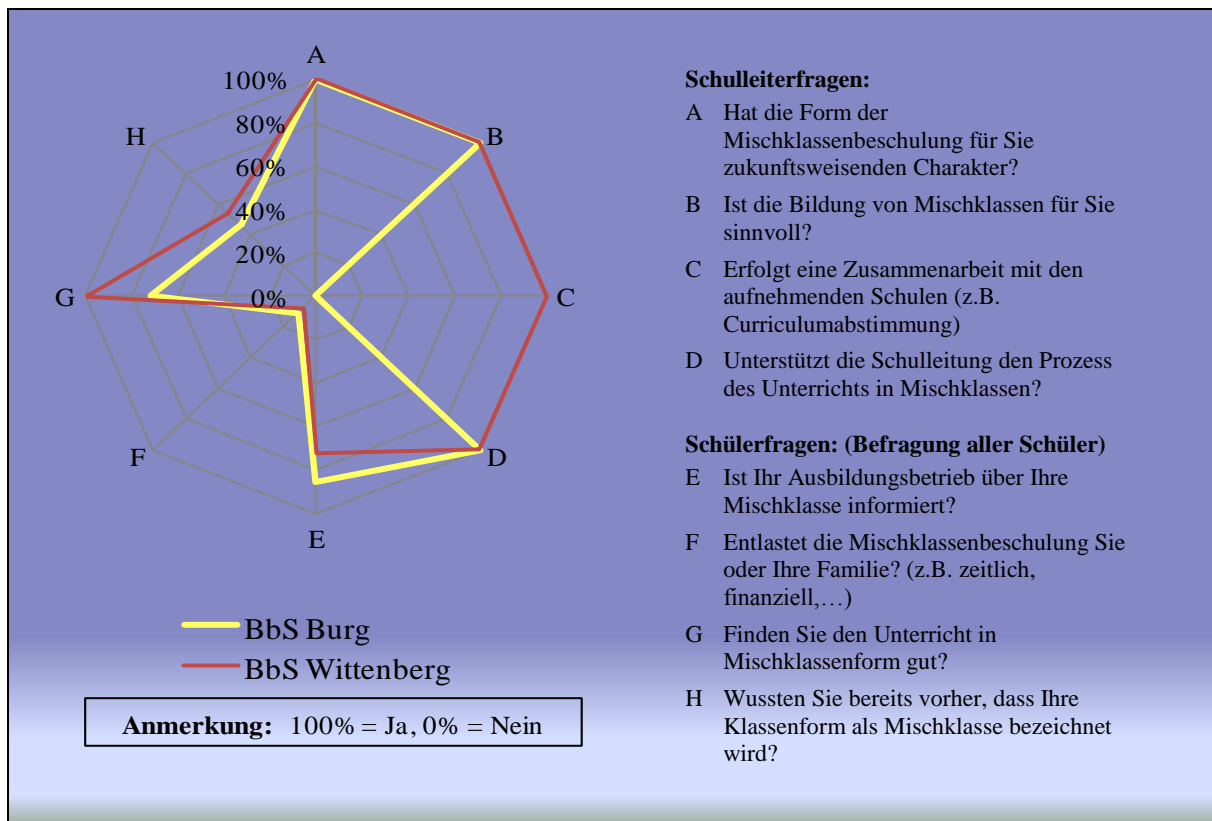 A
100%
80%
60%
40%
20%
0%
B
C
D
E
F
G
H
BbS Burg
BbS Wittenberg
Anmerkung: 100% = Ja, 0% = Nein
Schulleiterfragen:
A Hat die Form der
Mischklassenbeschulung für Sie
zukunftsweisenden Charakter?
B Ist die Bildung von Mischklassen für Sie
sinnvoll?
C Erfolgt eine Zusammenarbeit mit den
aufnehmenden Schulen (z.B.
Curriculumabstimmung)
D Unterstützt die Schulleitung den Prozess
des Unterrichts in Mischklassen?
Schülerfragen: (Befragung aller Schüler)
E Ist Ihr Ausbildungsbetrieb über Ihre
Mischklasse informiert?
F Entlastet die Mischklassenbeschulung Sie
oder Ihre Familie? (z.B. zeitlich,
finanziell,…)
G Finden Sie den Unterricht in
Mischklassenform gut?
H Wussten Sie bereits vorher, dass Ihre
Klassenform als Mischklasse bezeichnet
wird?